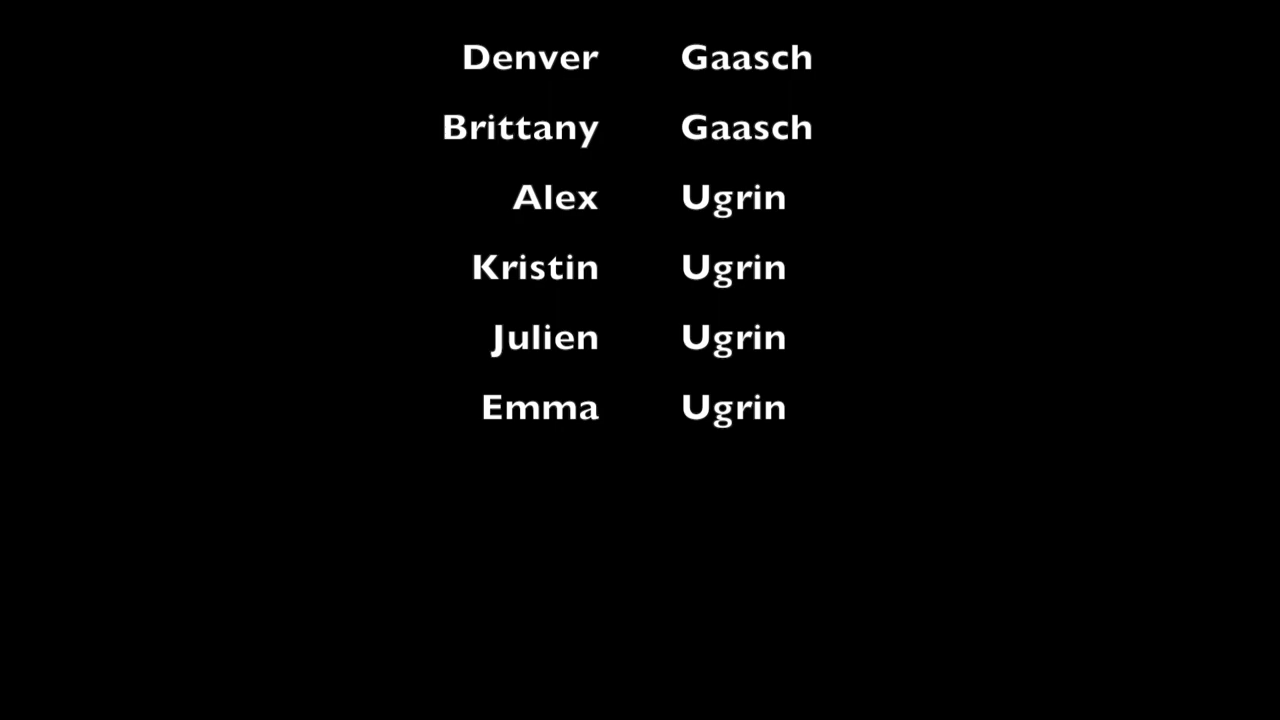 Denver Gaasch
Brittany Gaasch
Alex Ugrin
Kristin Ugrin
Julien Ugrin
Emma Ugrin